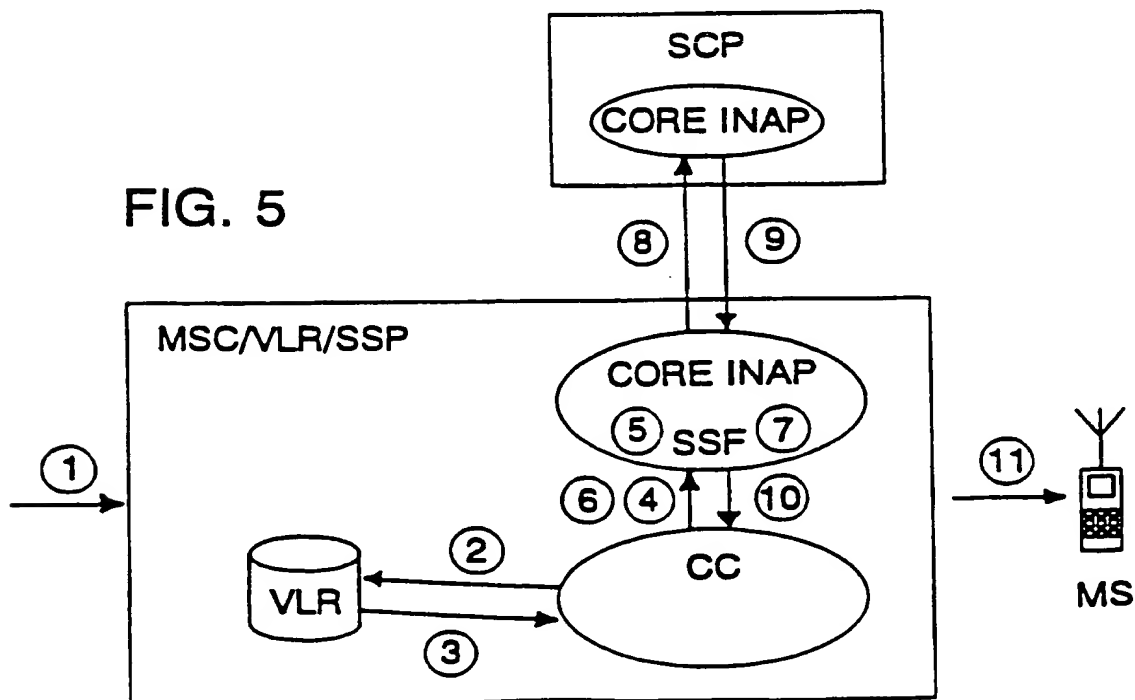 SCP
CORE INAP
FIG. 5
8
9
MSC/VLR/SSP
CORE INAP
5
SSF
7
1
6
4
10
11
2
CC
VLR
3
MS